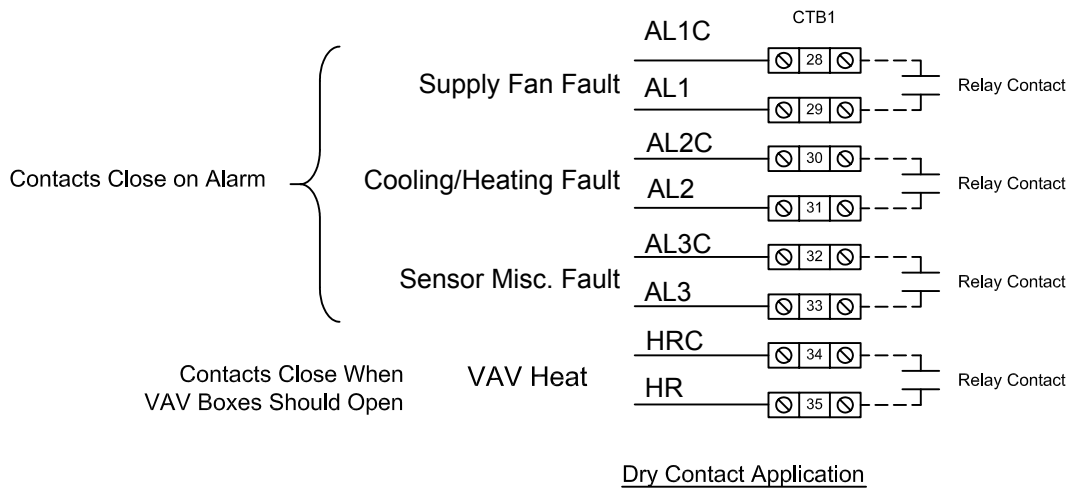 CTB1
AL1C
28
Supply Fan Fault
AL1
29
Relay Contact
Contacts Close on Alarm
AL2C
30
Cooling/Heating Fault
AL2
31
Relay Contact
AL3C
32
Sensor Misc. Fault
AL3
33
Relay Contact
Contacts Close When
VAV Boxes Should Open
VAV Heat
HRC
34
HR
35
Relay Contact
Dry Contact Application